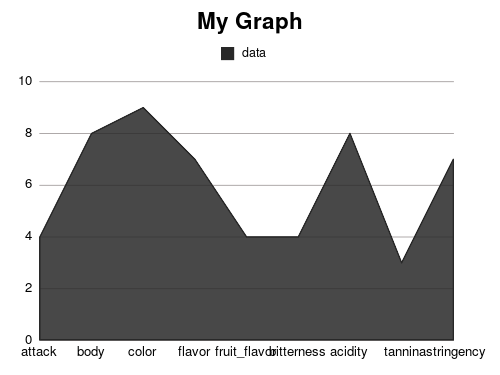 My Graph
data
10
8
6
4
2
0
attack body color flavor fruit_flavor bitterness acidity tannin astringency